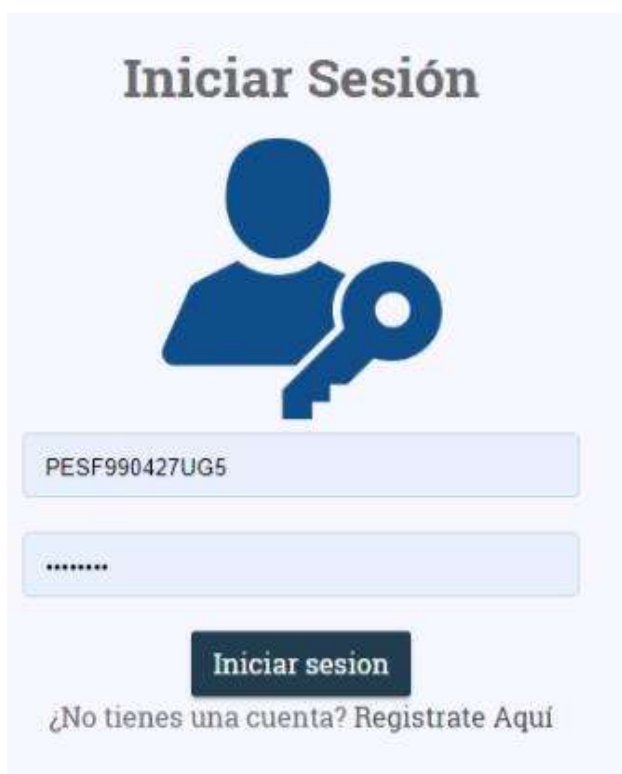 Iniciar Sesión
PESF990427UG5
••••••••
Iniciar sesion
¿No tienes una cuenta? Registrate Aquí